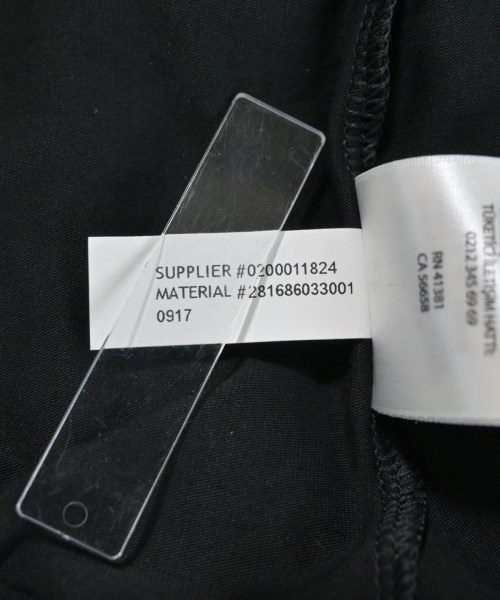 SUPPLIER #0200011824
MATERIAL #281686033001
0917
TÜKETİCİ İLETİŞİM HATTI:
0212 345 69 69
RN 41381
CA 56658